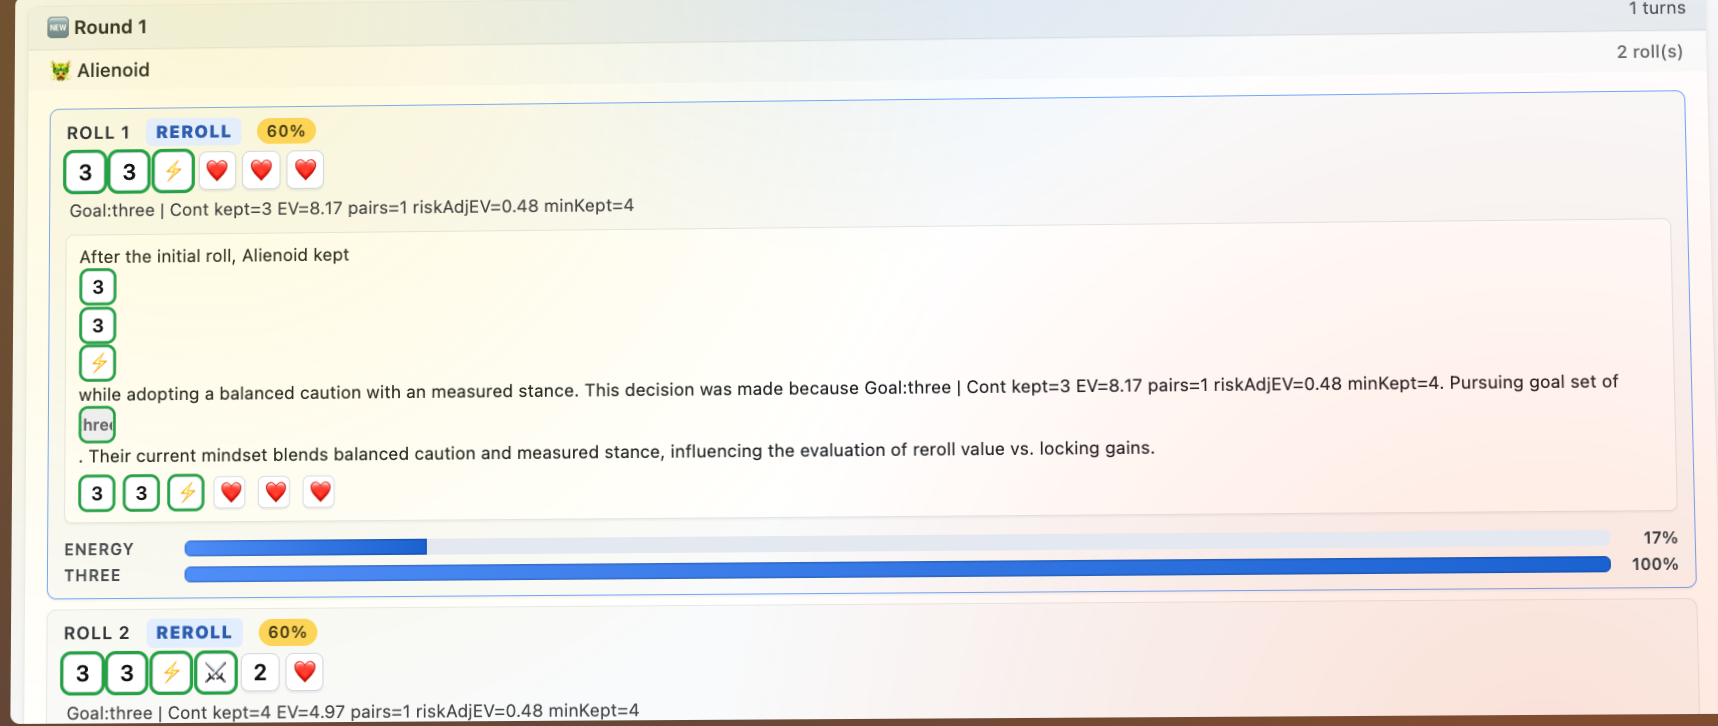 NEW Round 1
1 turns
Alienoid
2 roll(s)
ROLL 1 REROLL 60%
3 3
Goal:three | Cont kept=3 EV=8.17 pairs=1 riskAdjEV=0.48 minKept=4
After the initial roll, Alienoid kept
3
3
while adopting a balanced caution with an measured stance. This decision was made because Goal:three | Cont kept=3 EV=8.17 pairs=1 riskAdjEV=0.48 minKept=4. Pursuing goal set of
hree
. Their current mindset blends balanced caution and measured stance, influencing the evaluation of reroll value vs. locking gains.
3 3
ENERGY 17%
THREE 100%
ROLL 2 REROLL 60%
3 3 2
Goal:three | Cont kept=4 EV=4.97 pairs=1 riskAdjEV=0.48 minKept=4